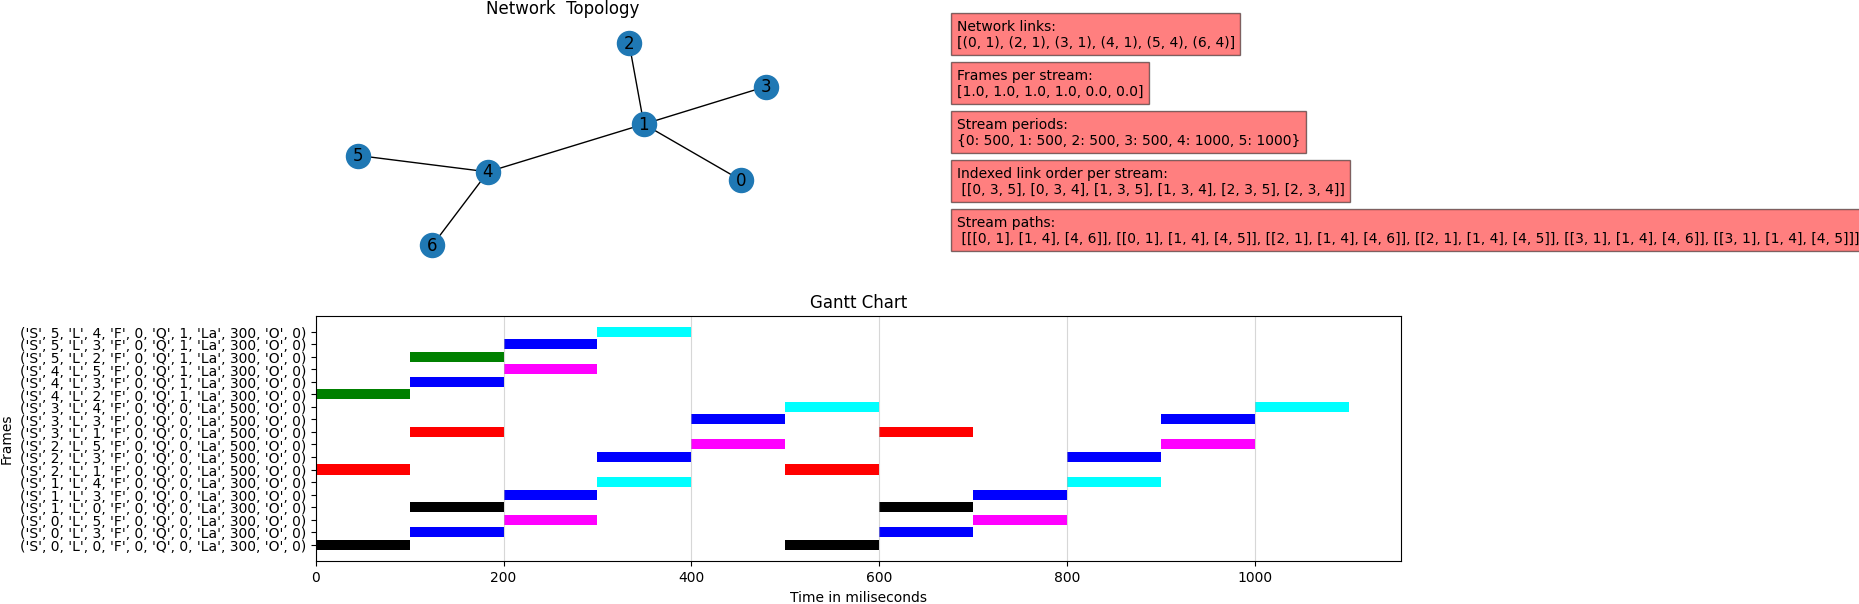 Network  Topology
2
3
1
5
4
0
6
Network links:
[(0, 1), (2, 1), (3, 1), (4, 1), (5, 4), (6, 4)]
Frames per stream:
[1.0, 1.0, 1.0, 1.0, 0.0, 0.0]
Stream periods:
{0: 500, 1: 500, 2: 500, 3: 500, 4: 1000, 5: 1000}
Indexed link order per stream:
[[0, 3, 5], [0, 3, 4], [1, 3, 5], [1, 3, 4], [2, 3, 5], [2, 3, 4]]
Stream paths:
[[[0, 1], [1, 4], [4, 6]], [[0, 1], [1, 4], [4, 5]], [[2, 1], [1, 4], [4, 6]], [[2, 1], [1, 4], [4, 5]], [[3, 1], [1, 4], [4, 6]], [[3, 1], [1, 4], [4, 5]]]
Gantt Chart
('S', 5, 'L', 4, 'F', 0, 'Q', 1, 'La', 300, 'O', 0)
('S', 5, 'L', 3, 'F', 0, 'Q', 1, 'La', 300, 'O', 0)
('S', 5, 'L', 2, 'F', 0, 'Q', 1, 'La', 300, 'O', 0)
('S', 4, 'L', 5, 'F', 0, 'Q', 1, 'La', 300, 'O', 0)
('S', 4, 'L', 3, 'F', 0, 'Q', 1, 'La', 300, 'O', 0)
('S', 4, 'L', 2, 'F', 0, 'Q', 1, 'La', 300, 'O', 0)
('S', 3, 'L', 4, 'F', 0, 'Q', 0, 'La', 500, 'O', 0)
('S', 3, 'L', 3, 'F', 0, 'Q', 0, 'La', 500, 'O', 0)
('S', 3, 'L', 1, 'F', 0, 'Q', 0, 'La', 500, 'O', 0)
('S', 2, 'L', 5, 'F', 0, 'Q', 0, 'La', 500, 'O', 0)
('S', 2, 'L', 3, 'F', 0, 'Q', 0, 'La', 500, 'O', 0)
('S', 2, 'L', 1, 'F', 0, 'Q', 0, 'La', 500, 'O', 0)
('S', 1, 'L', 4, 'F', 0, 'Q', 0, 'La', 300, 'O', 0)
('S', 1, 'L', 3, 'F', 0, 'Q', 0, 'La', 300, 'O', 0)
('S', 1, 'L', 0, 'F', 0, 'Q', 0, 'La', 300, 'O', 0)
('S', 0, 'L', 5, 'F', 0, 'Q', 0, 'La', 300, 'O', 0)
('S', 0, 'L', 3, 'F', 0, 'Q', 0, 'La', 300, 'O', 0)
('S', 0, 'L', 0, 'F', 0, 'Q', 0, 'La', 300, 'O', 0)
Frames
0 200 400 600 800 1000
Time in miliseconds